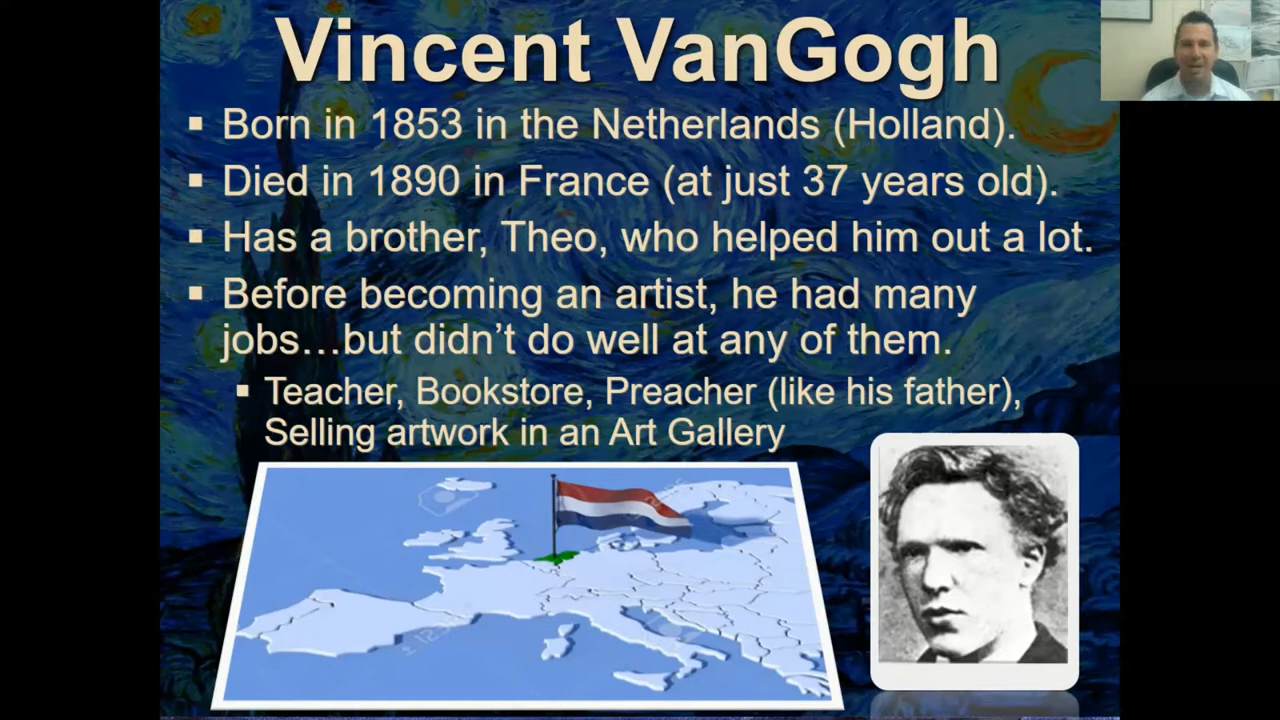 Vincent VanGogh
▪ Born in 1853 in the Netherlands (Holland).
▪ Died in 1890 in France (at just 37 years old).
▪ Has a brother, Theo, who helped him out a lot.
▪ Before becoming an artist, he had many
jobs…but didn’t do well at any of them.
▪ Teacher, Bookstore, Preacher (like his father),
Selling artwork in an Art Gallery